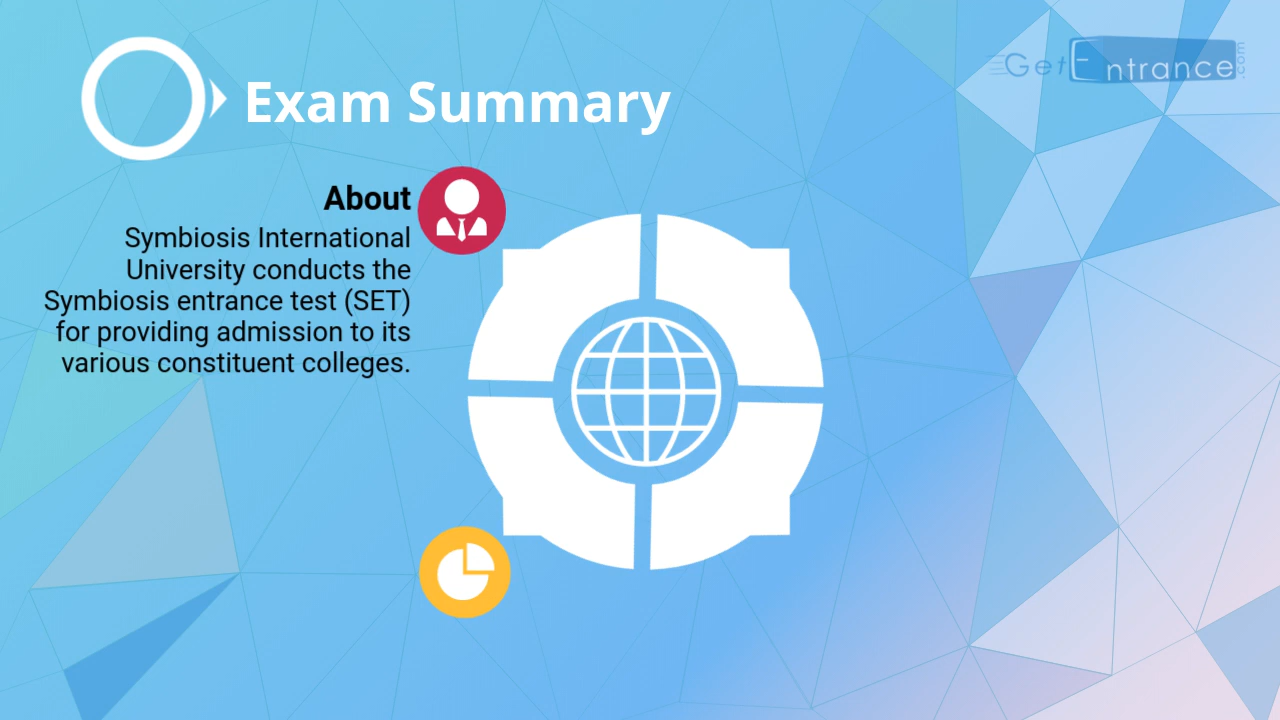 Exam Summary
GetEntrance.com
About
Symbiosis International
University conducts the
Symbiosis entrance test (SET)
for providing admission to its
various constituent colleges.